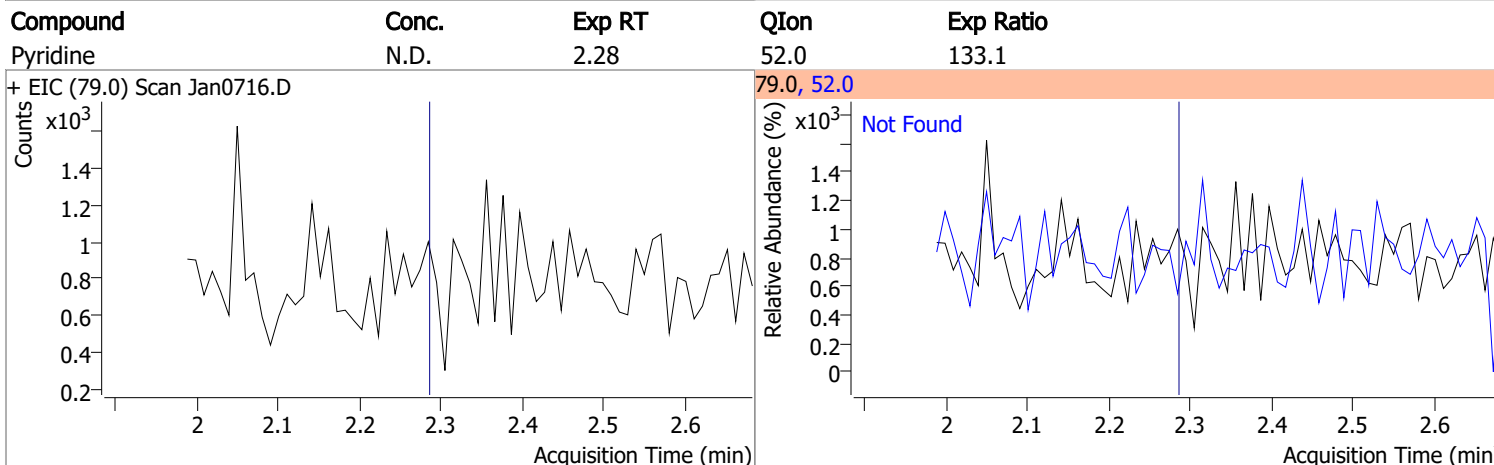 Compound Conc. Exp RT QIon Exp Ratio
Pyridine N.D. 2.28 52.0 133.1
+ EIC (79.0) Scan Jan0716.D
Counts
x10³
1.4
1.2
1
0.8
0.6
0.4
0.2
2 2.1 2.2 2.3 2.4 2.5 2.6
Acquisition Time (min)
79.0, 52.0
Relative Abundance (%)
x10³
Not Found
1.4
1.2
1
0.8
0.6
0.4
0.2
0
2 2.1 2.2 2.3 2.4 2.5 2.6
Acquisition Time (min